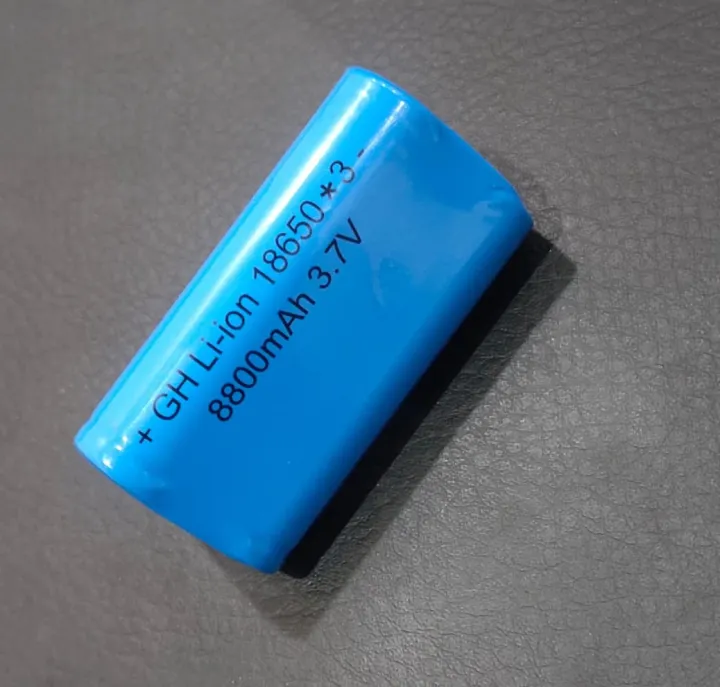 + GH Li-ion 18650*3 -
8800mAh 3.7V